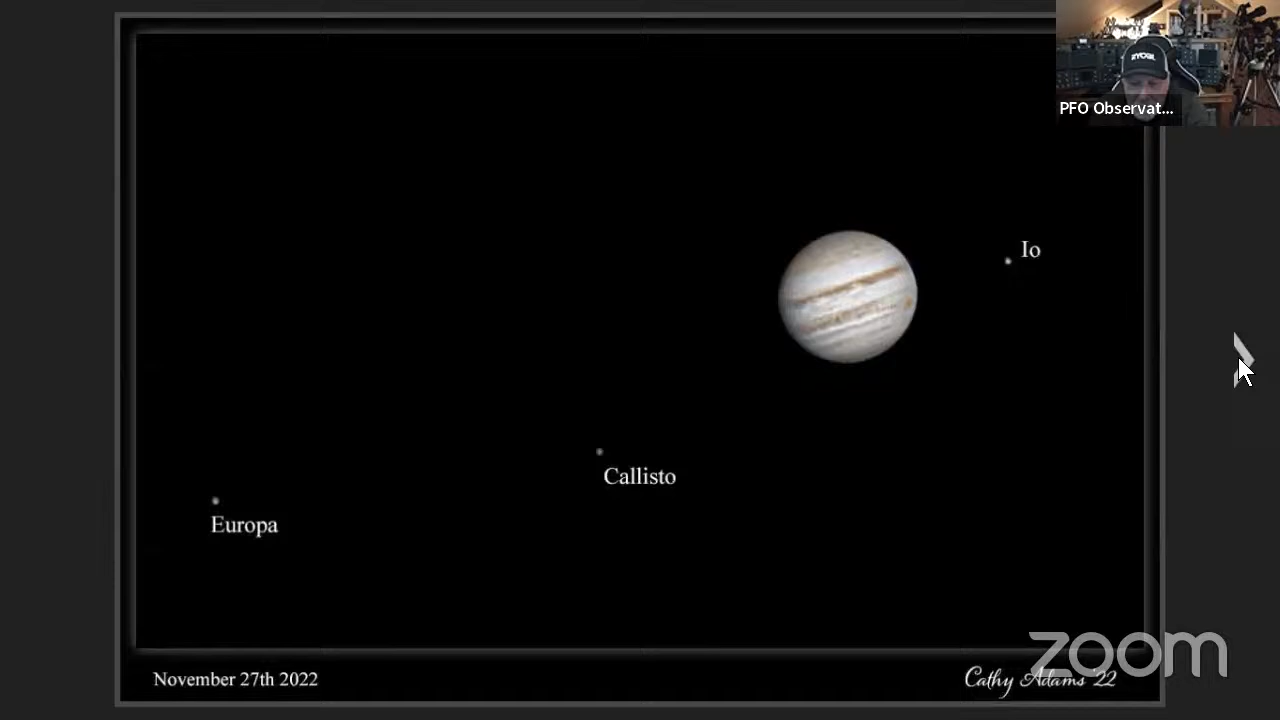 PFO Observat...
Io
Callisto
Europa
November 27th 2022
Cathy Adams '22
zoom